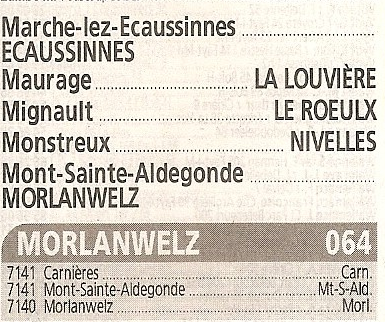 Marche-lez-Ecaussinnes
ECAUSSINNES
Maurage LA LOUVIÈRE
Mignault LE ROEULX
Monstreux NIVELLES
Mont-Sainte-Aldegonde
MORLANWELZ
MORLANWELZ 064
7141 Carnières Carn.
7141 Mont-Sainte-Aldegonde Mt-S-Ald.
7140 Morlanwelz Morl.